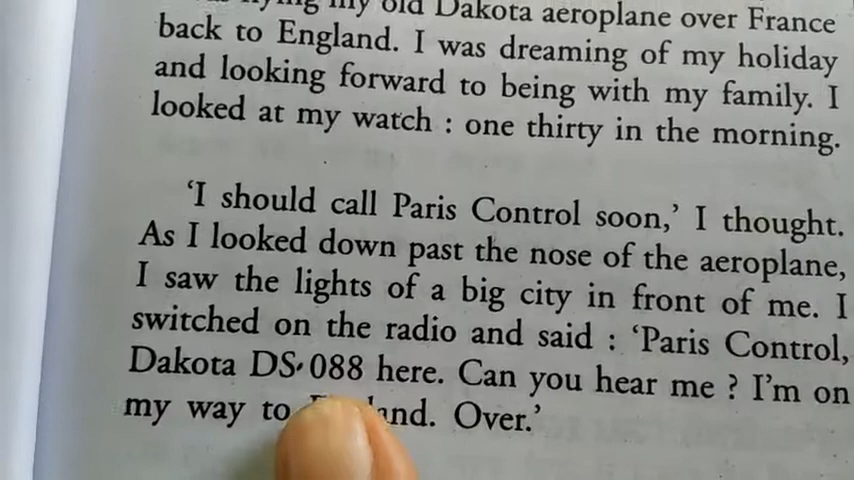 my old Dakota aeroplane over France
back to England. I was dreaming of my holiday
and looking forward to being with my family. I
looked at my watch : one thirty in the morning.
'I should call Paris Control soon,' I thought.
As I looked down past the nose of the aeroplane,
I saw the lights of a big city in front of me. I
switched on the radio and said : 'Paris Control,
Dakota DS·088 here. Can you hear me ? I'm on
my way to Over.'